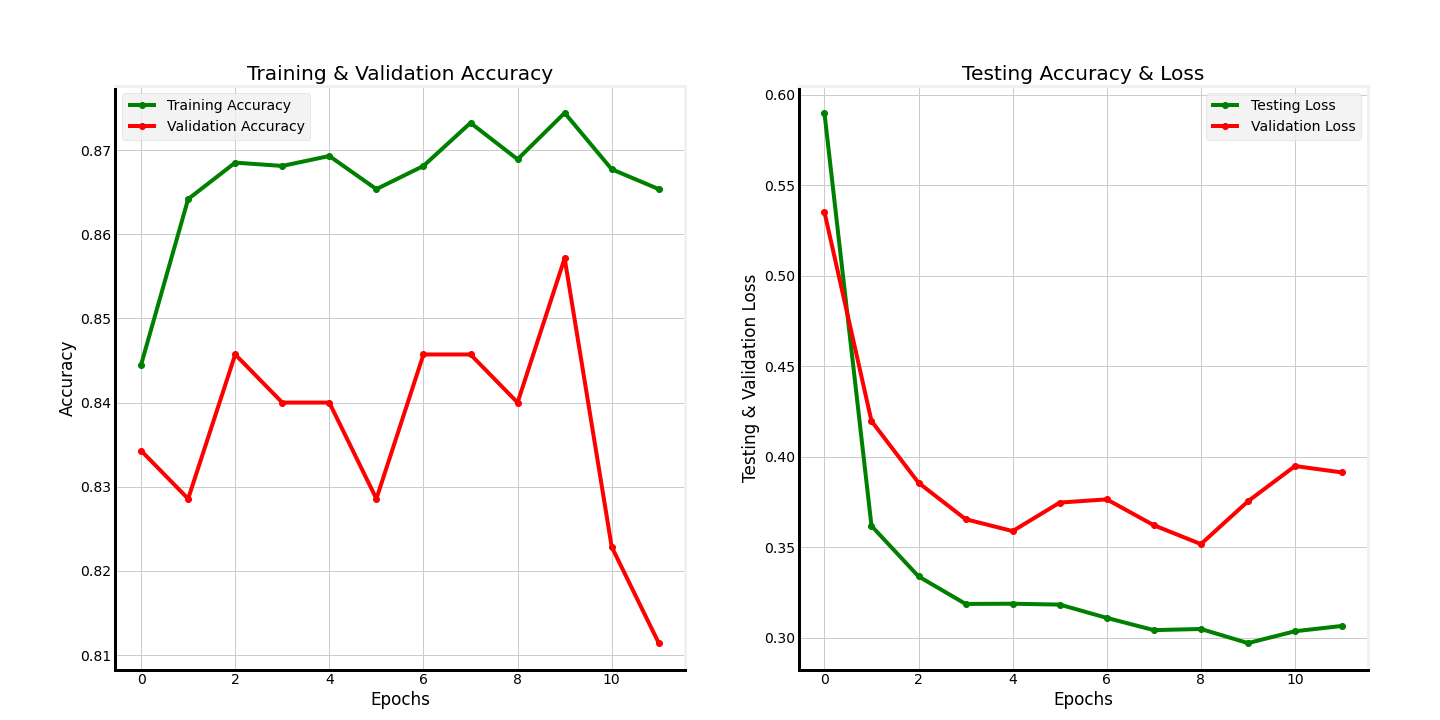 Training & Validation Accuracy
Training Accuracy
Validation Accuracy
0.87
0.86
0.85
0.84
0.83
0.82
0.81
Accuracy
0 2 4 6 8 10
Epochs
Testing Accuracy & Loss
Testing Loss
Validation Loss
0.60
0.55
0.50
0.45
0.40
0.35
0.30
Testing & Validation Loss
0 2 4 6 8 10
Epochs